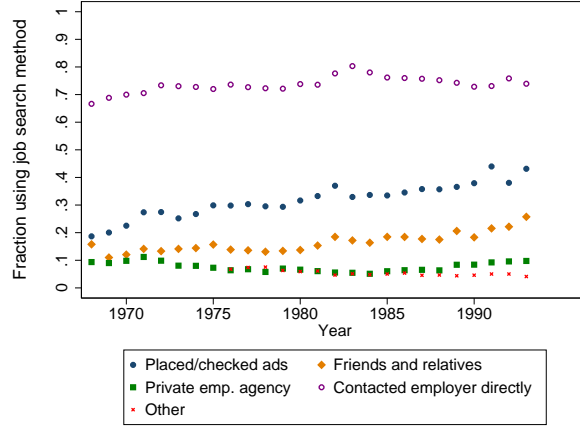 Fraction using job search method
1
.9
.8
.7
.6
.5
.4
.3
.2
.1
0
1970 1975 1980 1985 1990
Year
Placed/checked ads Friends and relatives
Private emp. agency Contacted employer directly
Other